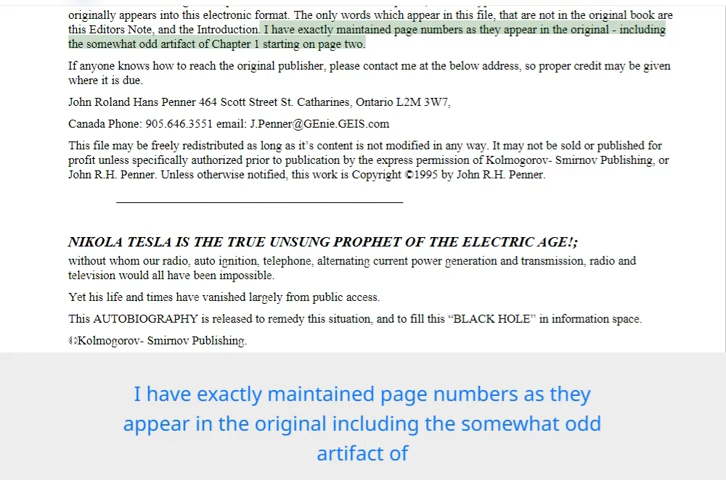 originally appears into this electronic format. The only words which appear in this file, that are not in the original book are
this Editors Note, and the Introduction. I have exactly maintained page numbers as they appear in the original - including
the somewhat odd artifact of Chapter 1 starting on page two.
If anyone knows how to reach the original publisher, please contact me at the below address, so proper credit may be given
where it is due.
John Roland Hans Penner 464 Scott Street St. Catharines, Ontario L2M 3W7,
Canada Phone: 905.646.3551 email: J.Penner@GEnie.GEIS.com
This file may be freely redistributed as long as it's content is not modified in any way. It may not be sold or published for
profit unless specifically authorized prior to publication by the express permission of Kolmogorov- Smirnov Publishing, or
John R.H. Penner. Unless otherwise notified, this work is Copyright ©1995 by John R.H. Penner.
NIKOLA TESLA IS THE TRUE UNSUNG PROPHET OF THE ELECTRIC AGE!;
without whom our radio, auto ignition, telephone, alternating current power generation and transmission, radio and
television would all have been impossible.
Yet his life and times have vanished largely from public access.
This AUTOBIOGRAPHY is released to remedy this situation, and to fill this “BLACK HOLE” in information space.
©Kolmogorov- Smirnov Publishing.
I have exactly maintained page numbers as they
appear in the original including the somewhat odd
artifact of